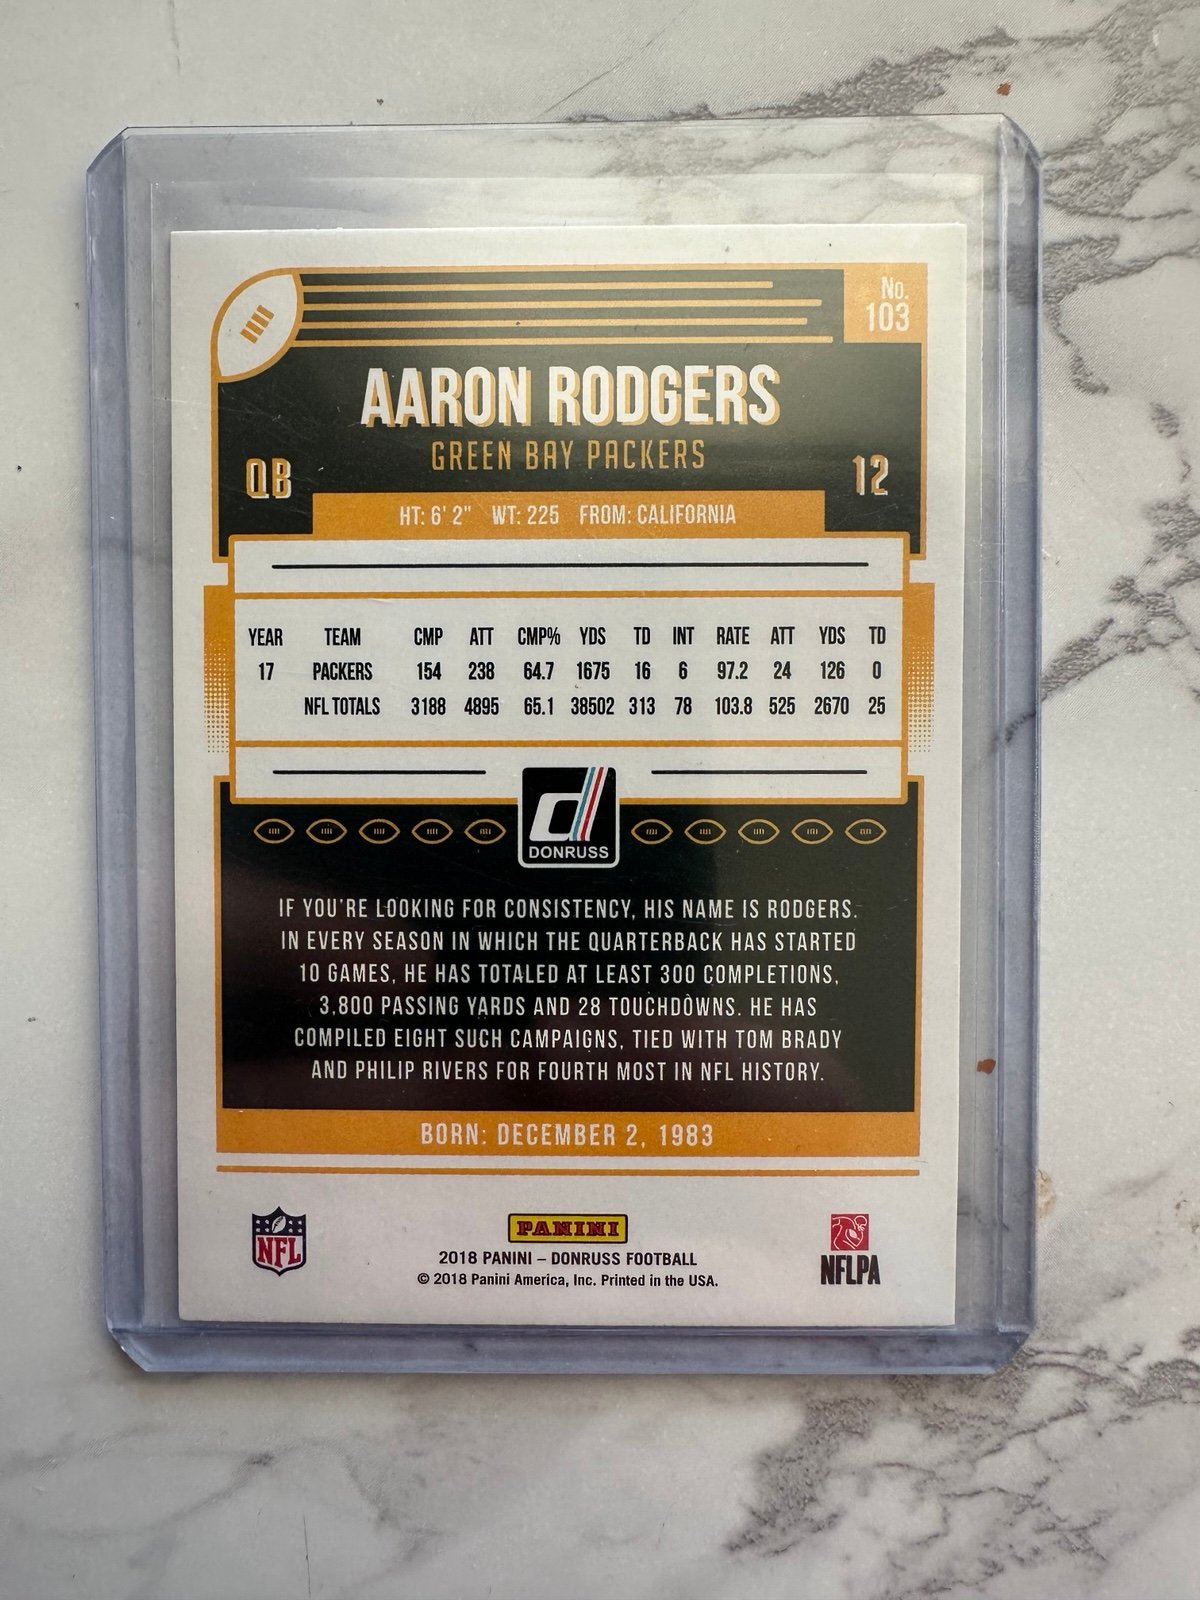 No.
103
AARON RODGERS
GREEN BAY PACKERS
QB
12
HT: 6' 2" WT: 225 FROM: CALIFORNIA
YEAR TEAM CMP ATT CMP% YDS TD INT RATE ATT YDS TD
17 PACKERS 154 238 64.7 1675 16 6 97.2 24 126 0
NFL TOTALS 3188 4895 65.1 38502 313 78 103.8 525 2670 25
d
DONRUSS
IF YOU'RE LOOKING FOR CONSISTENCY, HIS NAME IS RODGERS.
IN EVERY SEASON IN WHICH THE QUARTERBACK HAS STARTED
10 GAMES, HE HAS TOTALED AT LEAST 300 COMPLETIONS,
3,800 PASSING YARDS AND 28 TOUCHDOWNS. HE HAS
COMPILED EIGHT SUCH CAMPAIGNS, TIED WITH TOM BRADY
AND PHILIP RIVERS FOR FOURTH MOST IN NFL HISTORY.
BORN: DECEMBER 2, 1983
NFL
PANINI
2018 PANINI – DONRUSS FOOTBALL
© 2018 Panini America, Inc. Printed in the USA.
NFLPA